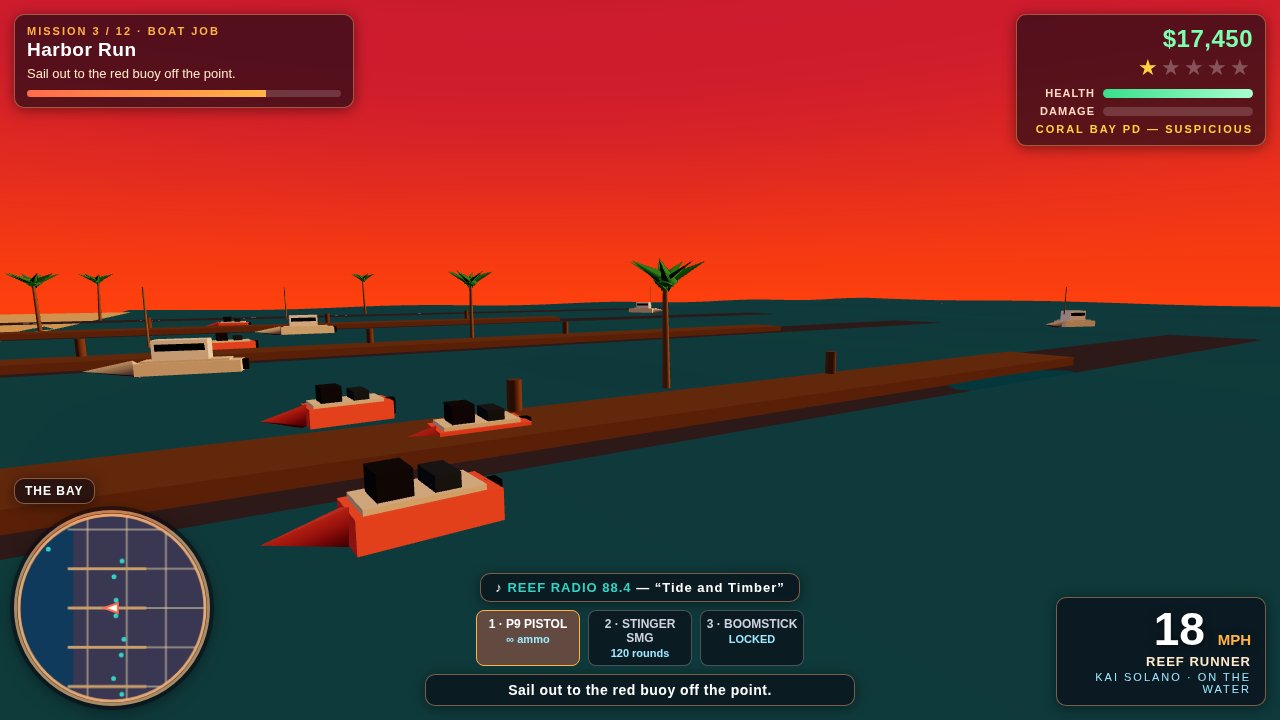 MISSION 3 / 12 · BOAT JOB
Harbor Run
Sail out to the red buoy off the point.
$17,450
★★★★★
HEALTH
DAMAGE
CORAL BAY PD — SUSPICIOUS
THE BAY
♪ REEF RADIO 88.4 — “Tide and Timber”
1 · P9 PISTOL
∞ ammo
2 · STINGER
SMG
120 rounds
3 · BOOMSTICK
LOCKED
Sail out to the red buoy off the point.
18 MPH
REEF RUNNER
KAI SOLANO · ON THE
WATER